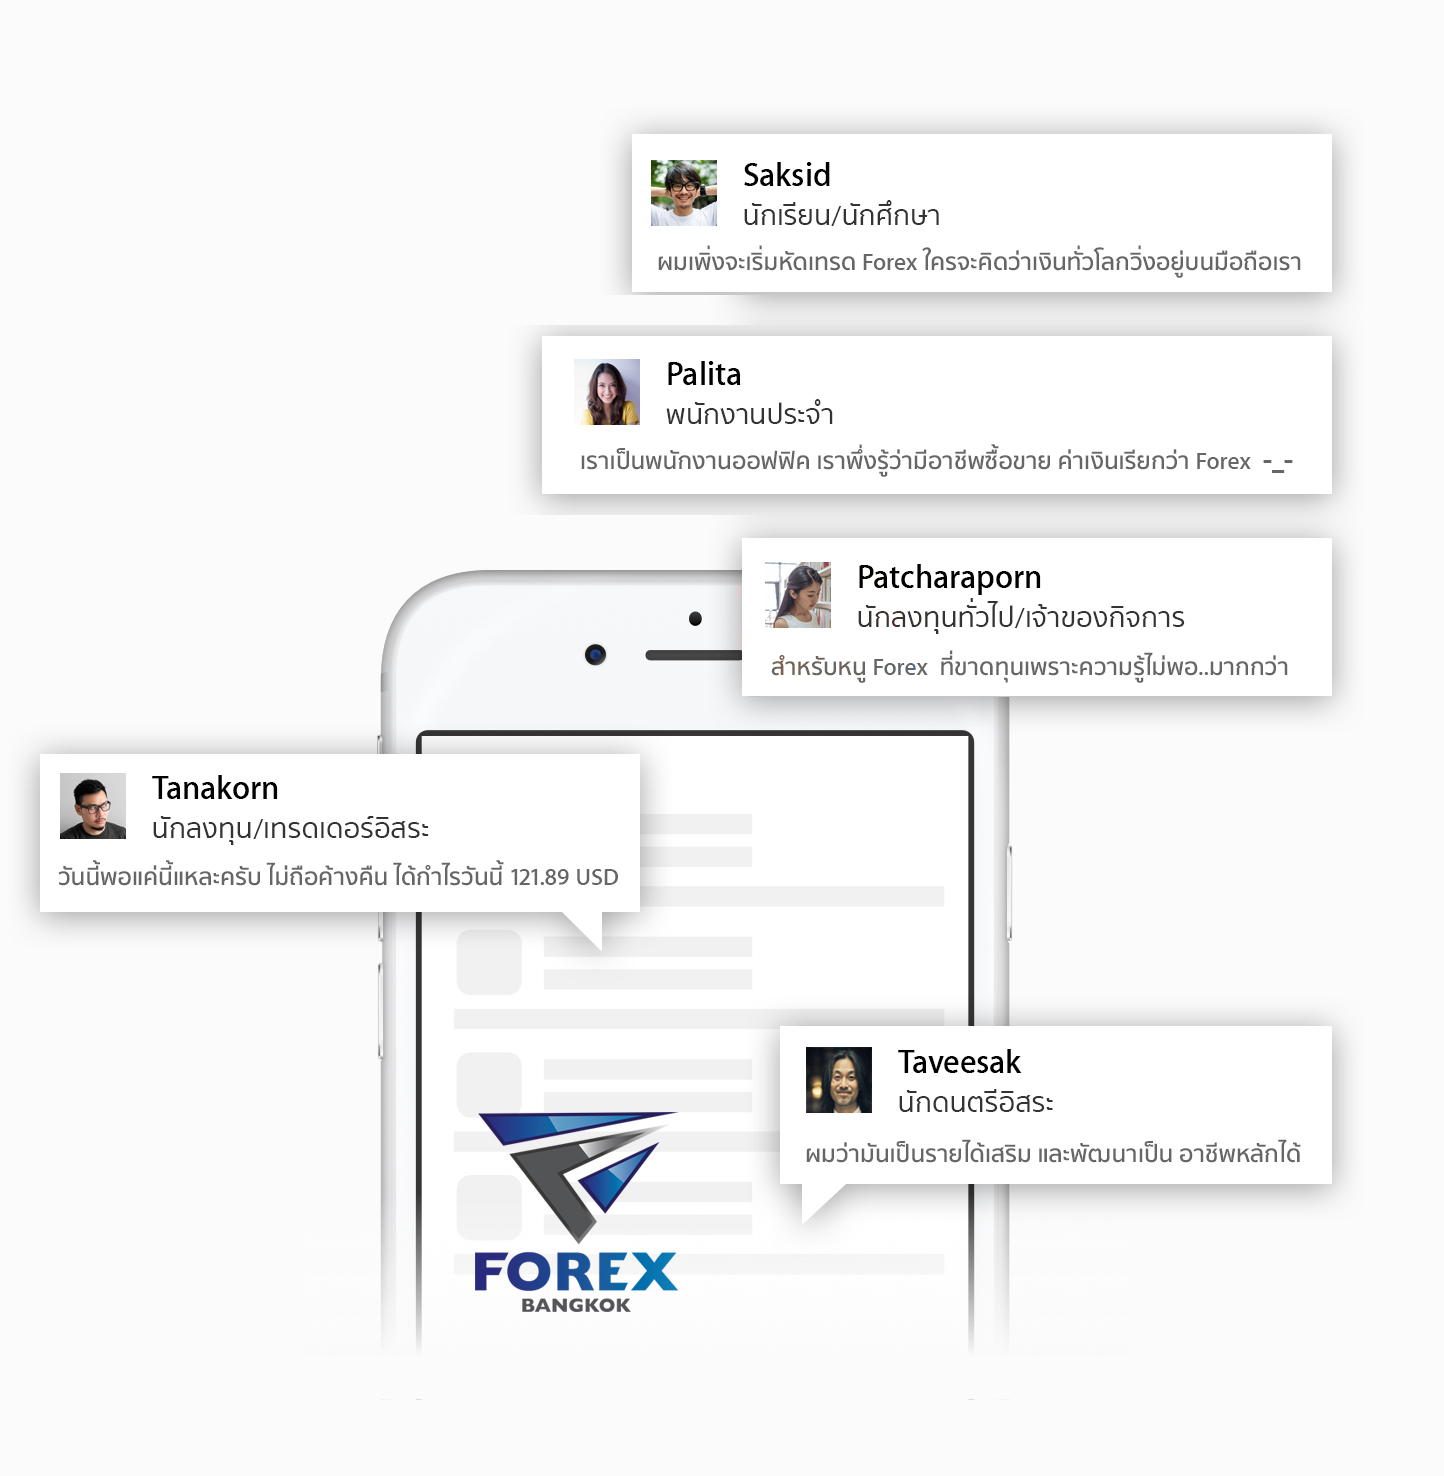 Saksid
นักเรียน/นักศึกษา
ผมเพิ่งจะเริ่มหัดเทรด Forex ใครจะคิดว่าเงินทั่วโลกวิ่งอยู่บนมือถือเรา
Palita
พนักงานประจำ
เราเป็นพนักงานออฟฟิค เราพึ่งรู้ว่ามีอาชีพซื้อขาย ค่าเงินเรียกว่า Forex -_-
Patcharaporn
นักลงทุนทั่วไป/เจ้าของกิจการ
สำหรับหนู Forex ที่ขาดทุนเพราะความรู้ไม่พอ..มากกว่า
Tanakorn
นักลงทุน/เทรดเดอร์อิสระ
วันนี้พอแค่นี้แหละครับ ไม่ถือค้างคืน ได้กำไรวันนี้ 121.89 USD
Taveesak
นักดนตรีอิสระ
ผมว่ามันเป็นรายได้เสริม และพัฒนาเป็น อาชีพหลักได้
FOREX
BANGKOK